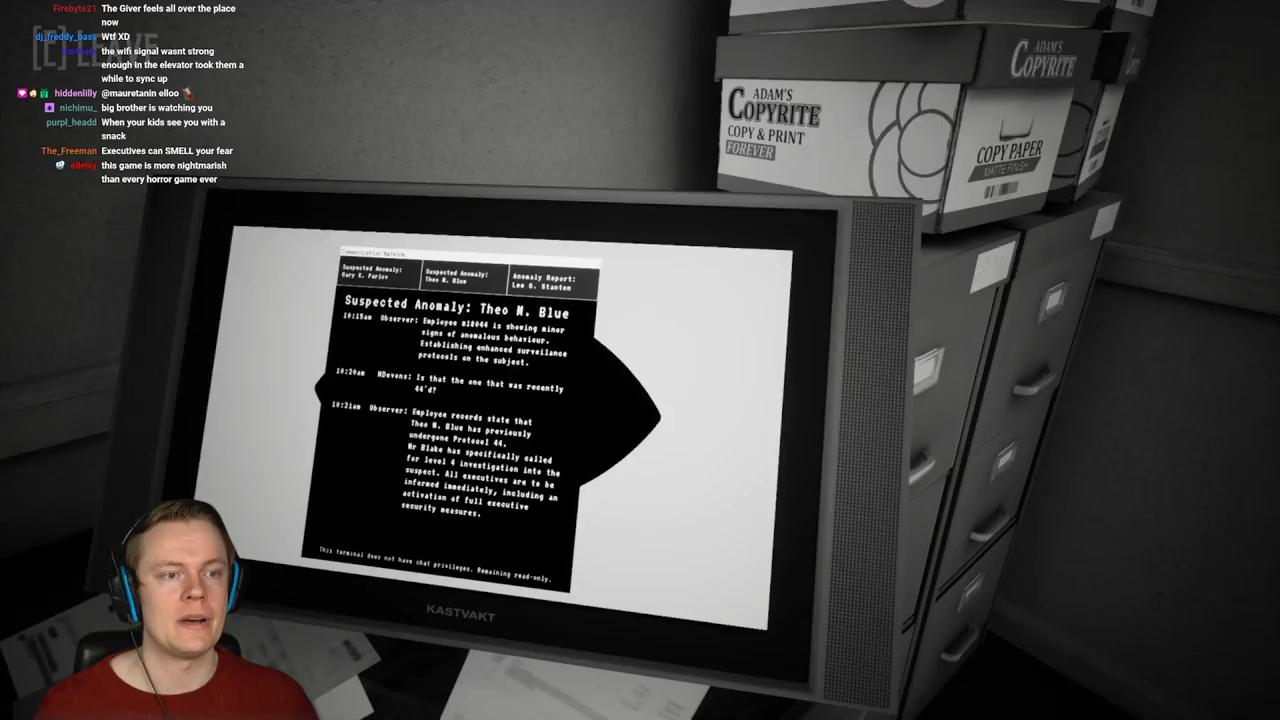 Firebyte21 The Giver feels all over the place
now
dj_freddy_bass Wtf XD
the wifi signal wasnt strong
enough in the elevator took them a
while to sync up
hiddenlilly @mauretanin elloo
nichimu_ big brother is watching you
purpl_headd When your kids see you with a
snack
The_Freeman Executives can SMELL your fear
elleivy this game is more nightmarish
than every horror game ever
[E] LEAVE
ADAM'S
COPYRITE
COPY & PRINT
FOREVER
ADAM'S
COPYRITE
COPY PAPER
MATTE FINISH
Communication Network
Suspected Anomaly:
Gary E. Parlov
Suspected Anomaly:
Theo M. Blue
Anomaly Report:
Lee O. Stanton
Suspected Anomaly: Theo M. Blue
10:15am Observer: Employee #18044 is showing minor
signs of anomalous behaviour.
Establishing enhanced surveilance
protocols on the subject.
10:20am MDevons: Is that the one that was recently
44'd?
10:21am Observer: Employee records state that
Theo M. Blue has previously
undergone Protocol 44.
Mr Blake has specifically called
for level 4 investigation into the
suspect. All executives are to be
informed immediately, including an
activation of full executive
security measures.
This terminal does not have chat privileges. Remaining read-only.
KASTVAKT